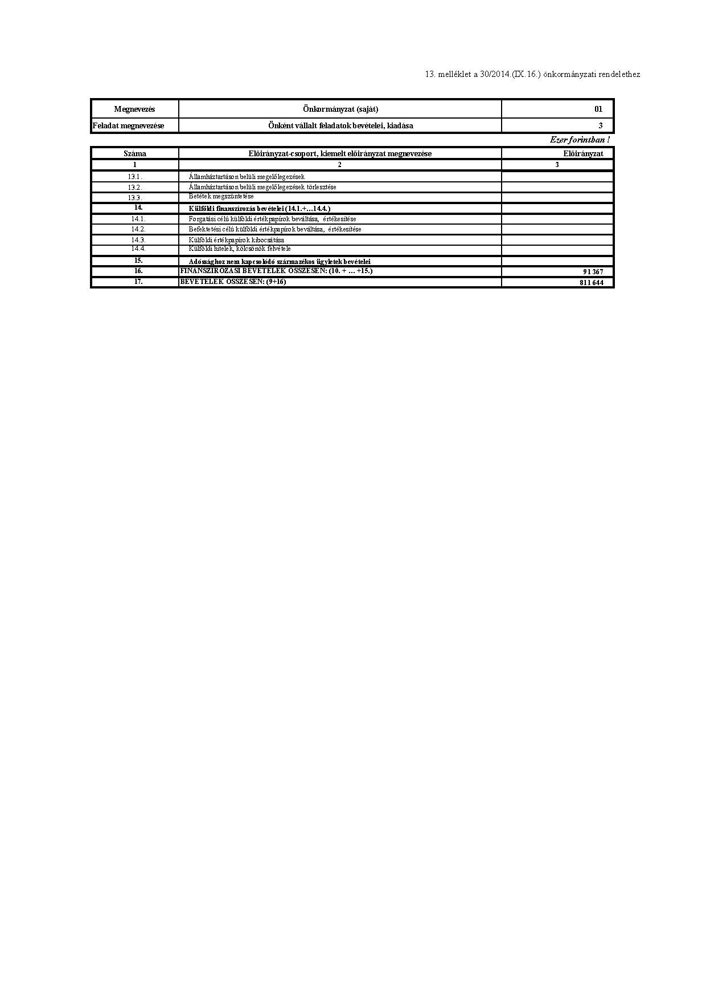 13. melléklet a 30/2014.(IX.16.) önkormányzati rendelethez
Megnevezés Önkormányzat (saját) 01
Feladat megnevezése Önként vállalt feladatok bevételei, kiadása 3
Ezer forintban !
Száma Előirányzat-csoport, kiemelt előirányzat megnevezése Előirányzat
1 2 3
13.1. Államháztartáson belüli megelőlegezések
13.2. Államháztartáson belüli megelőlegezések törlesztése
13.3. Betétek megszüntetése
14. Külföldi finanszírozás bevételei (14.1.+…14.4.)
14.1. Forgatási célú külföldi értékpapírok beváltása, értékesítése
14.2. Befektetési célú külföldi értékpapírok beváltása, értékesítése
14.3. Külföldi értékpapírok kibocsátása
14.4. Külföldi hitelek, kölcsönök felvétele
15. Adóssághoz nem kapcsolódó származékos ügyletek bevételei
16. FINANSZÍROZÁSI BEVÉTELEK ÖSSZESEN: (10. + … +15.) 91 367
17. BEVÉTELEK ÖSSZESEN: (9+16) 811 644